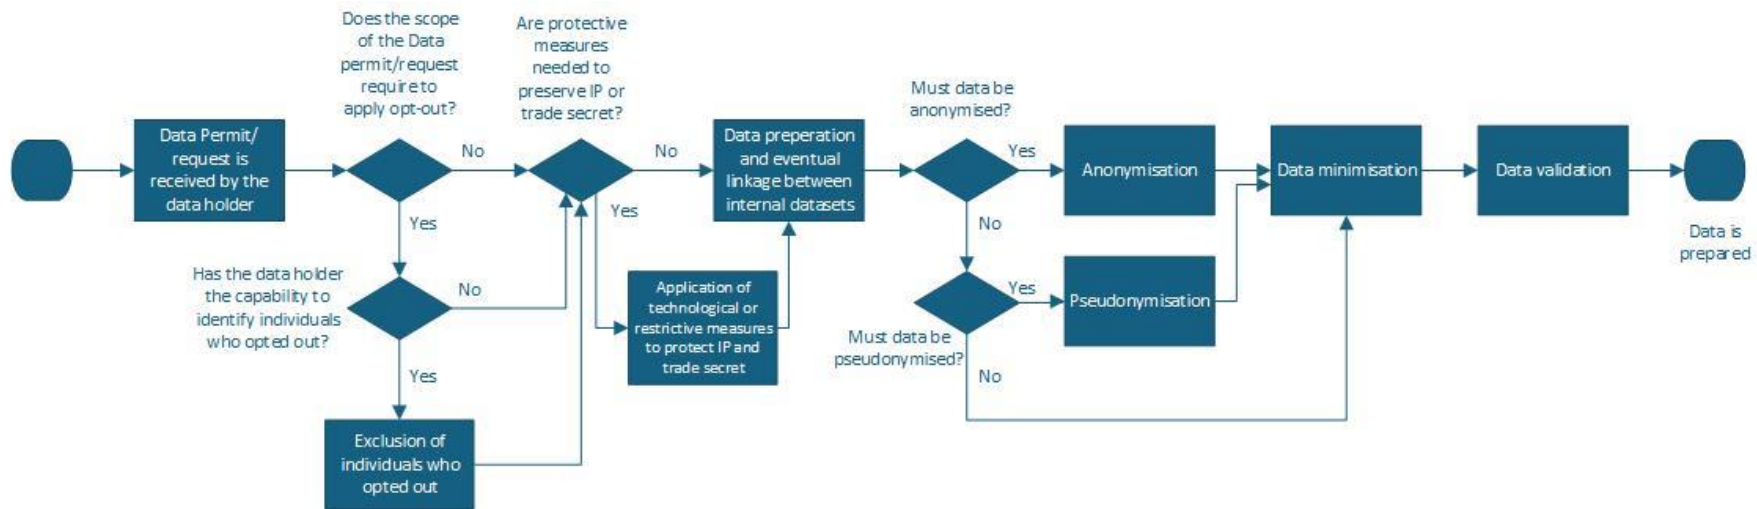 Does the scope
of the Data
permit/request
require to
apply opt-out?
Are protective
measures
needed to
preserve IP or
trade secret?
Must data be
anonymised?
Data Permit/
request is
received by the
data holder
No
No
Data preperation
and eventual
linkage between
internal datasets
Yes
Anonymisation
Data minimisation
Data validation
Yes
Yes
No
Data is
prepared
Has the data holder
the capability to
identify individuals
who opted out?
No
Application of
technological or
restrictive measures
to protect IP and
trade secret
Yes
Pseudonymisation
Must data be
pseudonymised?
Yes
No
Exclusion of
individuals who
opted out